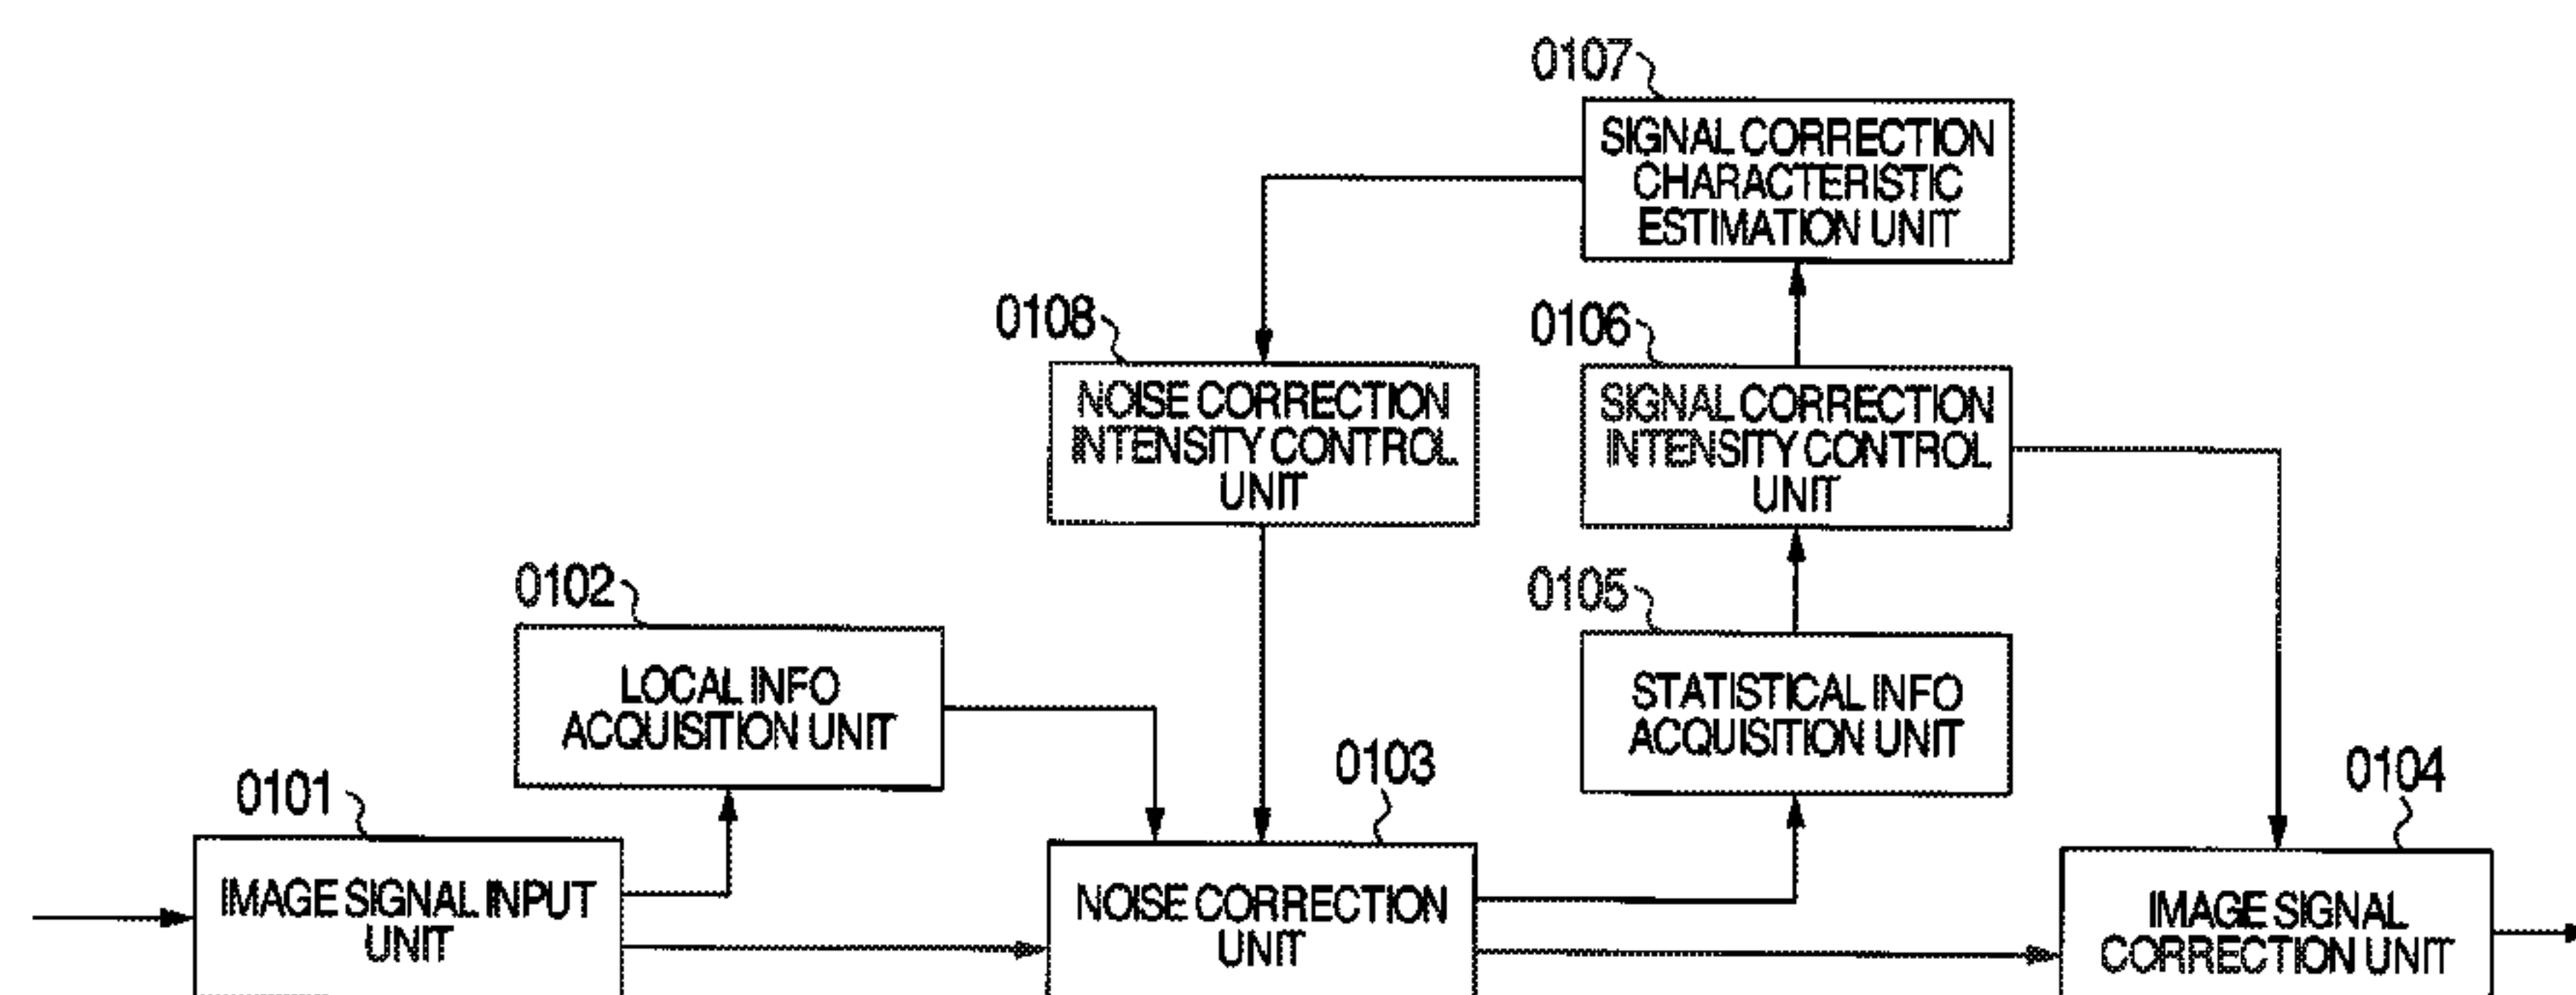 0107
SIGNAL CORRECTION
CHARACTERISTIC
ESTIMATION UNIT
0108
NOISE CORRECTION
INTENSITY CONTROL
UNIT
0106
SIGNAL CORRECTION
INTENSITY CONTROL
UNIT
0102
LOCAL INFO
ACQUISITION UNIT
0105
STATISTICAL INFO
ACQUISITION UNIT
0101
IMAGE SIGNAL INPUT
UNIT
0103
NOISE CORRECTION
UNIT
0104
IMAGE SIGNAL
CORRECTION UNIT